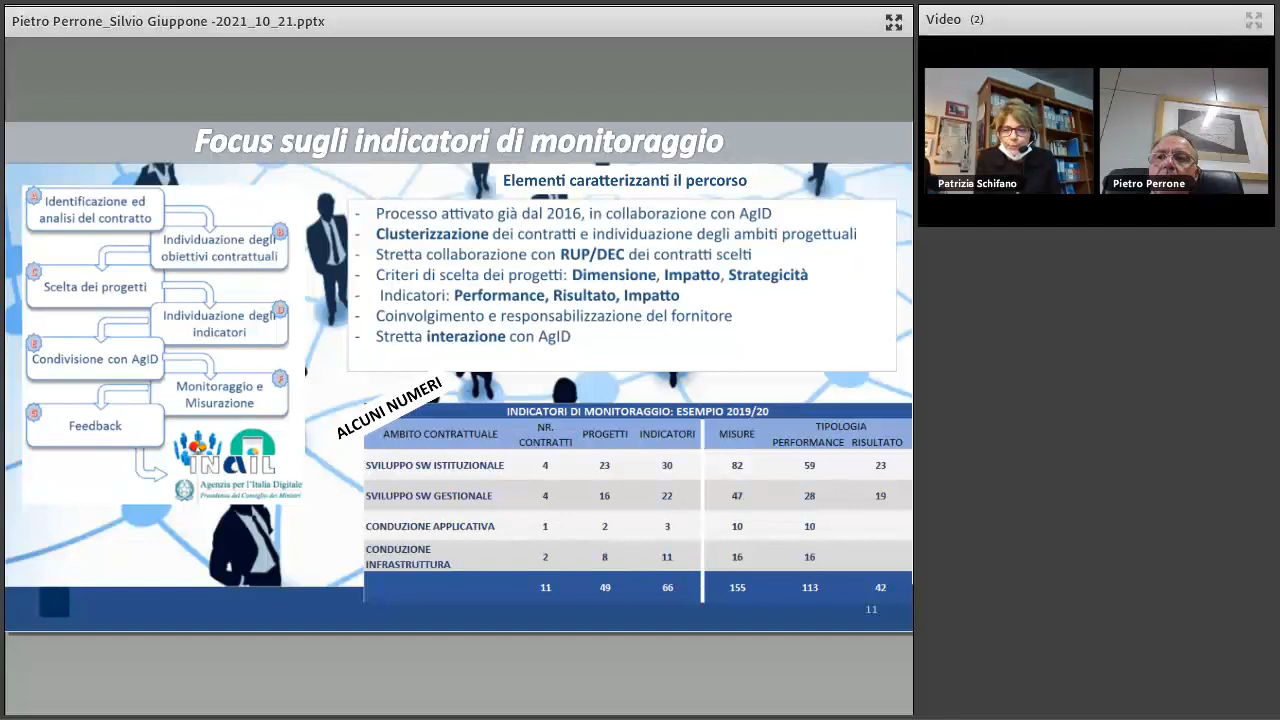 Pietro Perrone_Silvio Giuppone -2021_10_21.pptx
Video (2)
Patrizia Schifano
Pietro Perrone
Focus sugli indicatori di monitoraggio
A
Identificazione ed
analisi del contratto
B
Individuazione degli
obiettivi contrattuali
C
Scelta dei progetti
D
Individuazione degli
indicatori
E
Condivisione con AgID
F
Monitoraggio e
Misurazione
G
Feedback
INAIL
Agenzia per l'Italia Digitale
Presidenza del Consiglio dei Ministri
Elementi caratterizzanti il percorso
- Processo attivato già dal 2016, in collaborazione con AgID
- Clusterizzazione dei contratti e individuazione degli ambiti progettuali
- Stretta collaborazione con RUP/DEC dei contratti scelti
- Criteri di scelta dei progetti: Dimensione, Impatto, Strategicità
- Indicatori: Performance, Risultato, Impatto
- Coinvolgimento e responsabilizzazione del fornitore
- Stretta interazione con AgID
ALCUNI NUMERI
INDICATORI DI MONITORAGGIO: ESEMPIO 2019/20
AMBITO CONTRATTUALE NR. CONTRATTI PROGETTI INDICATORI MISURE TIPOLOGIA
PERFORMANCE RISULTATO
SVILUPPO SW ISTITUZIONALE 4 23 30 82 59 23
SVILUPPO SW GESTIONALE 4 16 22 47 28 19
CONDUZIONE APPLICATIVA 1 2 3 10 10
CONDUZIONE
INFRASTRUTTURA 2 8 11 16 16
11 49 66 155 113 42
11